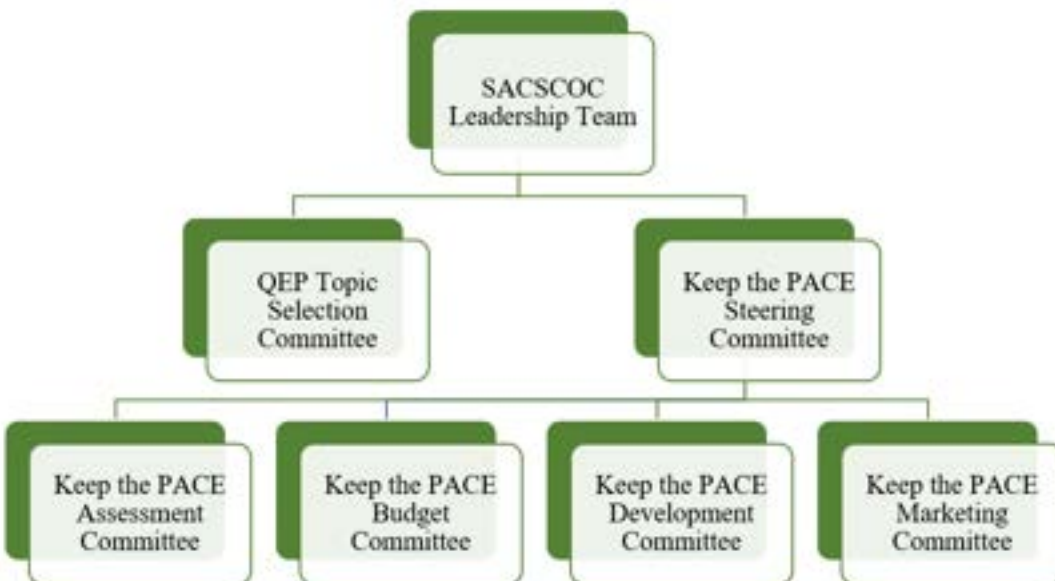 SACSCOC
Leadership Team
QEP Topic
Selection
Committee
Keep the PACE
Steering
Committee
Keep the PACE
Assessment
Committee
Keep the PACE
Budget
Committee
Keep the PACE
Development
Committee
Keep the PACE
Marketing
Committee